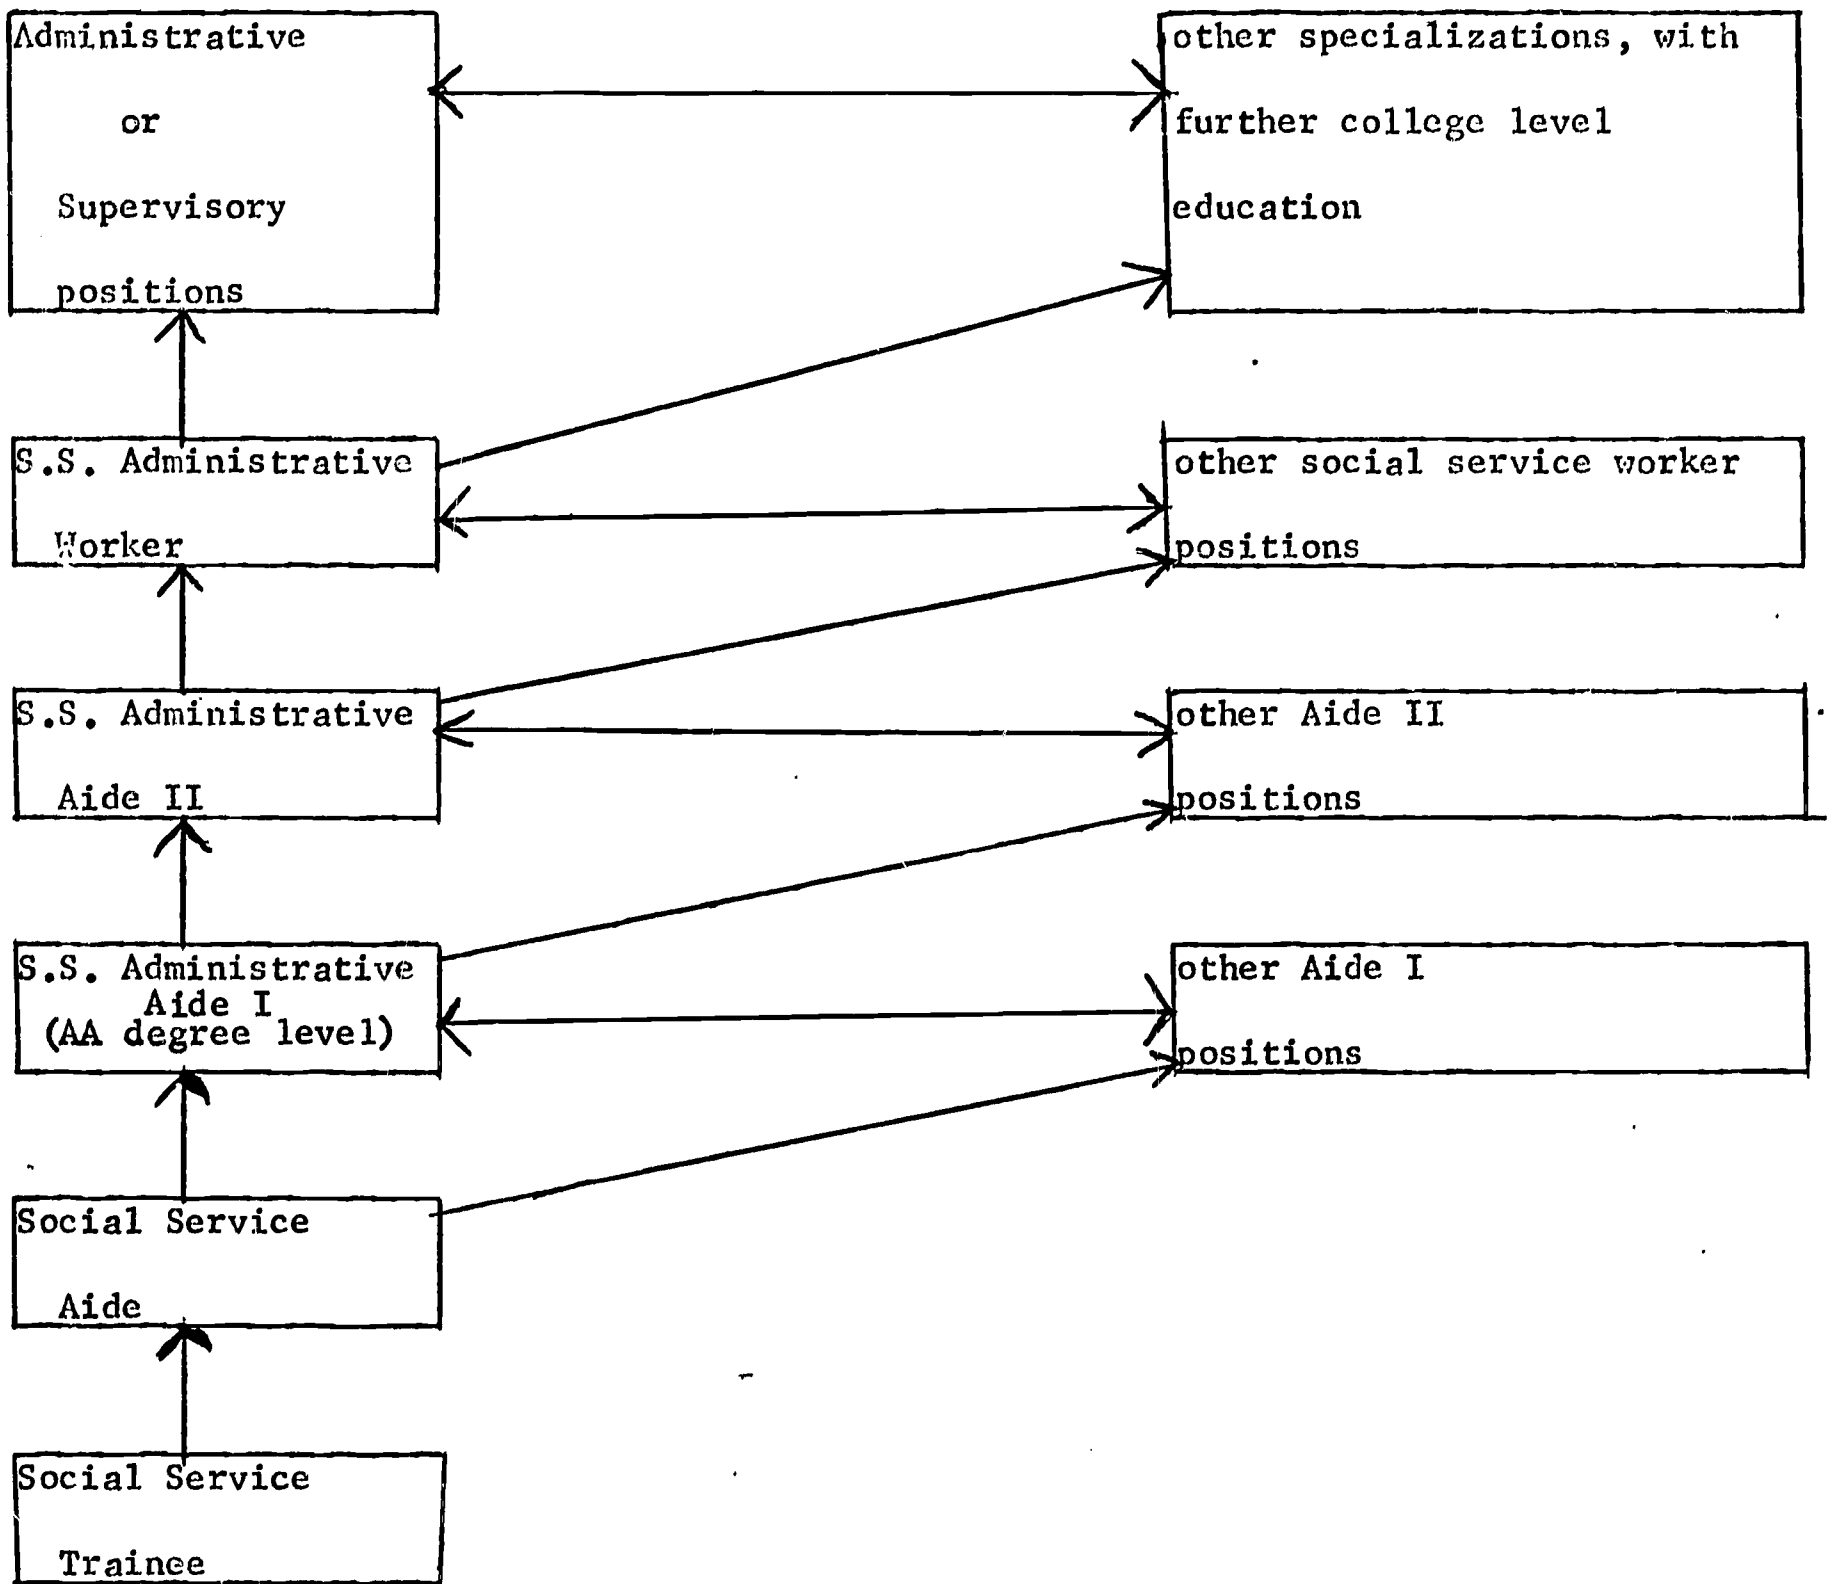 Administrative
or
Supervisory
positions
other specializations, with
further college level
education
S.S. Administrative
Worker
other social service worker
positions
S.S. Administrative
Aide II
other Aide II
positions
S.S. Administrative
Aide I
(AA degree level)
other Aide I
positions
Social Service
Aide
Social Service
Trainee